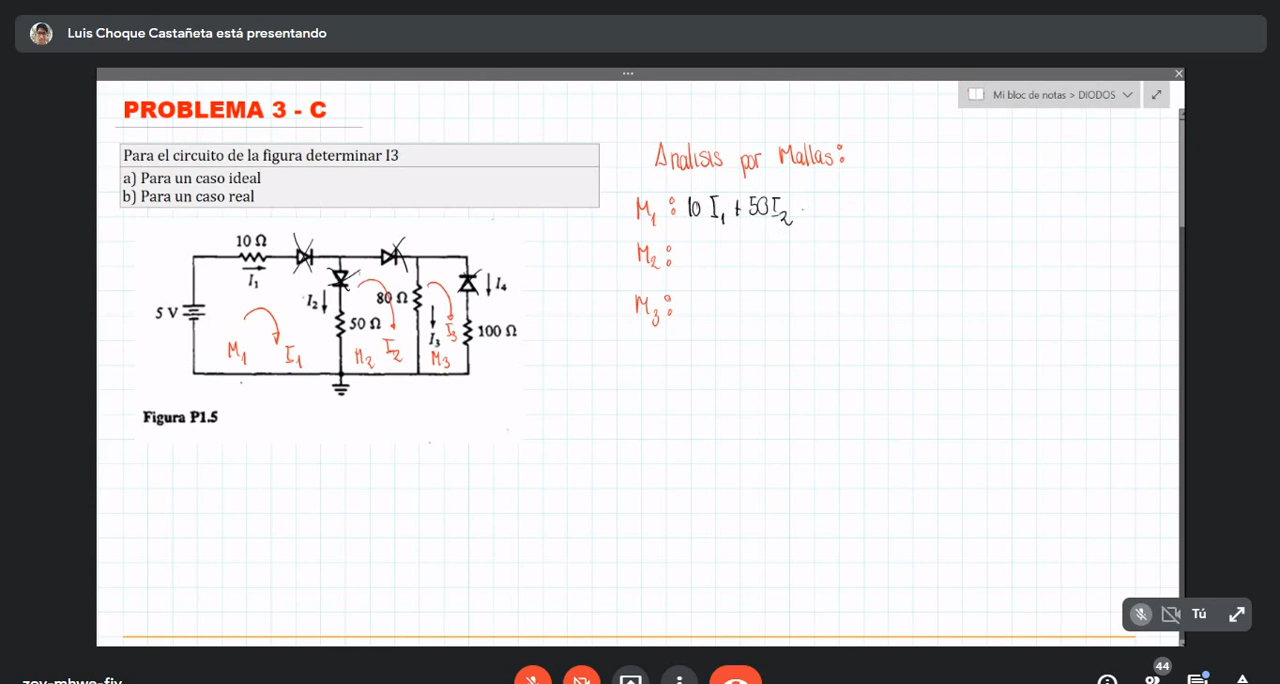 Luis Choque Castañeta está presentando
Mi bloc de notas > DIODOS
PROBLEMA 3 - C
Para el circuito de la figura determinar I3
a) Para un caso ideal
b) Para un caso real
Analisis por Mallas:
M1: 10 I1 + 50I2
M2:
M3:
10 Ω
I1
5 V
I2
50 Ω
80 Ω
I3
I4
100 Ω
M1 I1
M2 I2
M3 I3
Figura P1.5
Tú
44